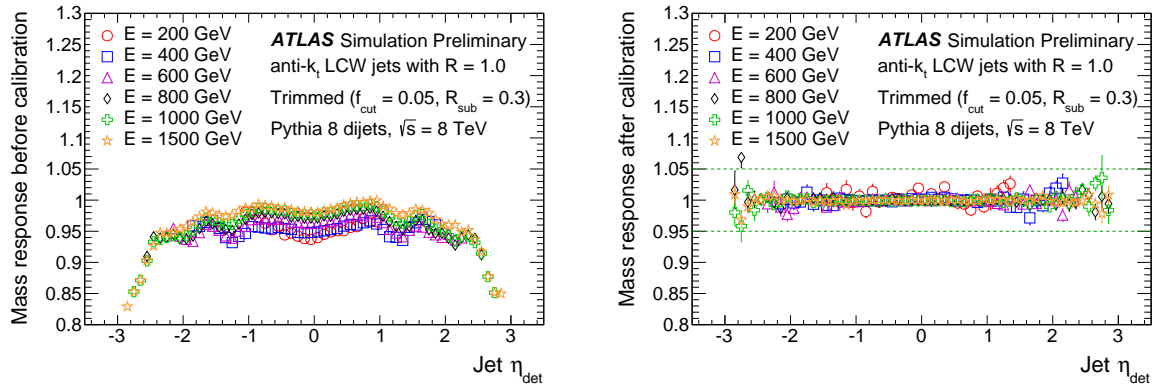 Mass response before calibration
1.3
1.25
1.2
1.15
1.1
1.05
1
0.95
0.9
0.85
0.8
E = 200 GeV
E = 400 GeV
E = 600 GeV
E = 800 GeV
E = 1000 GeV
E = 1500 GeV
ATLAS Simulation Preliminary
anti-kt LCW jets with R = 1.0
Trimmed (fcut = 0.05, Rsub = 0.3)
Pythia 8 dijets, √s = 8 TeV
-3 -2 -1 0 1 2 3
Jet ηdet
Mass response after calibration
1.3
1.25
1.2
1.15
1.1
1.05
1
0.95
0.9
0.85
0.8
E = 200 GeV
E = 400 GeV
E = 600 GeV
E = 800 GeV
E = 1000 GeV
E = 1500 GeV
ATLAS Simulation Preliminary
anti-kt LCW jets with R = 1.0
Trimmed (fcut = 0.05, Rsub = 0.3)
Pythia 8 dijets, √s = 8 TeV
-3 -2 -1 0 1 2 3
Jet ηdet